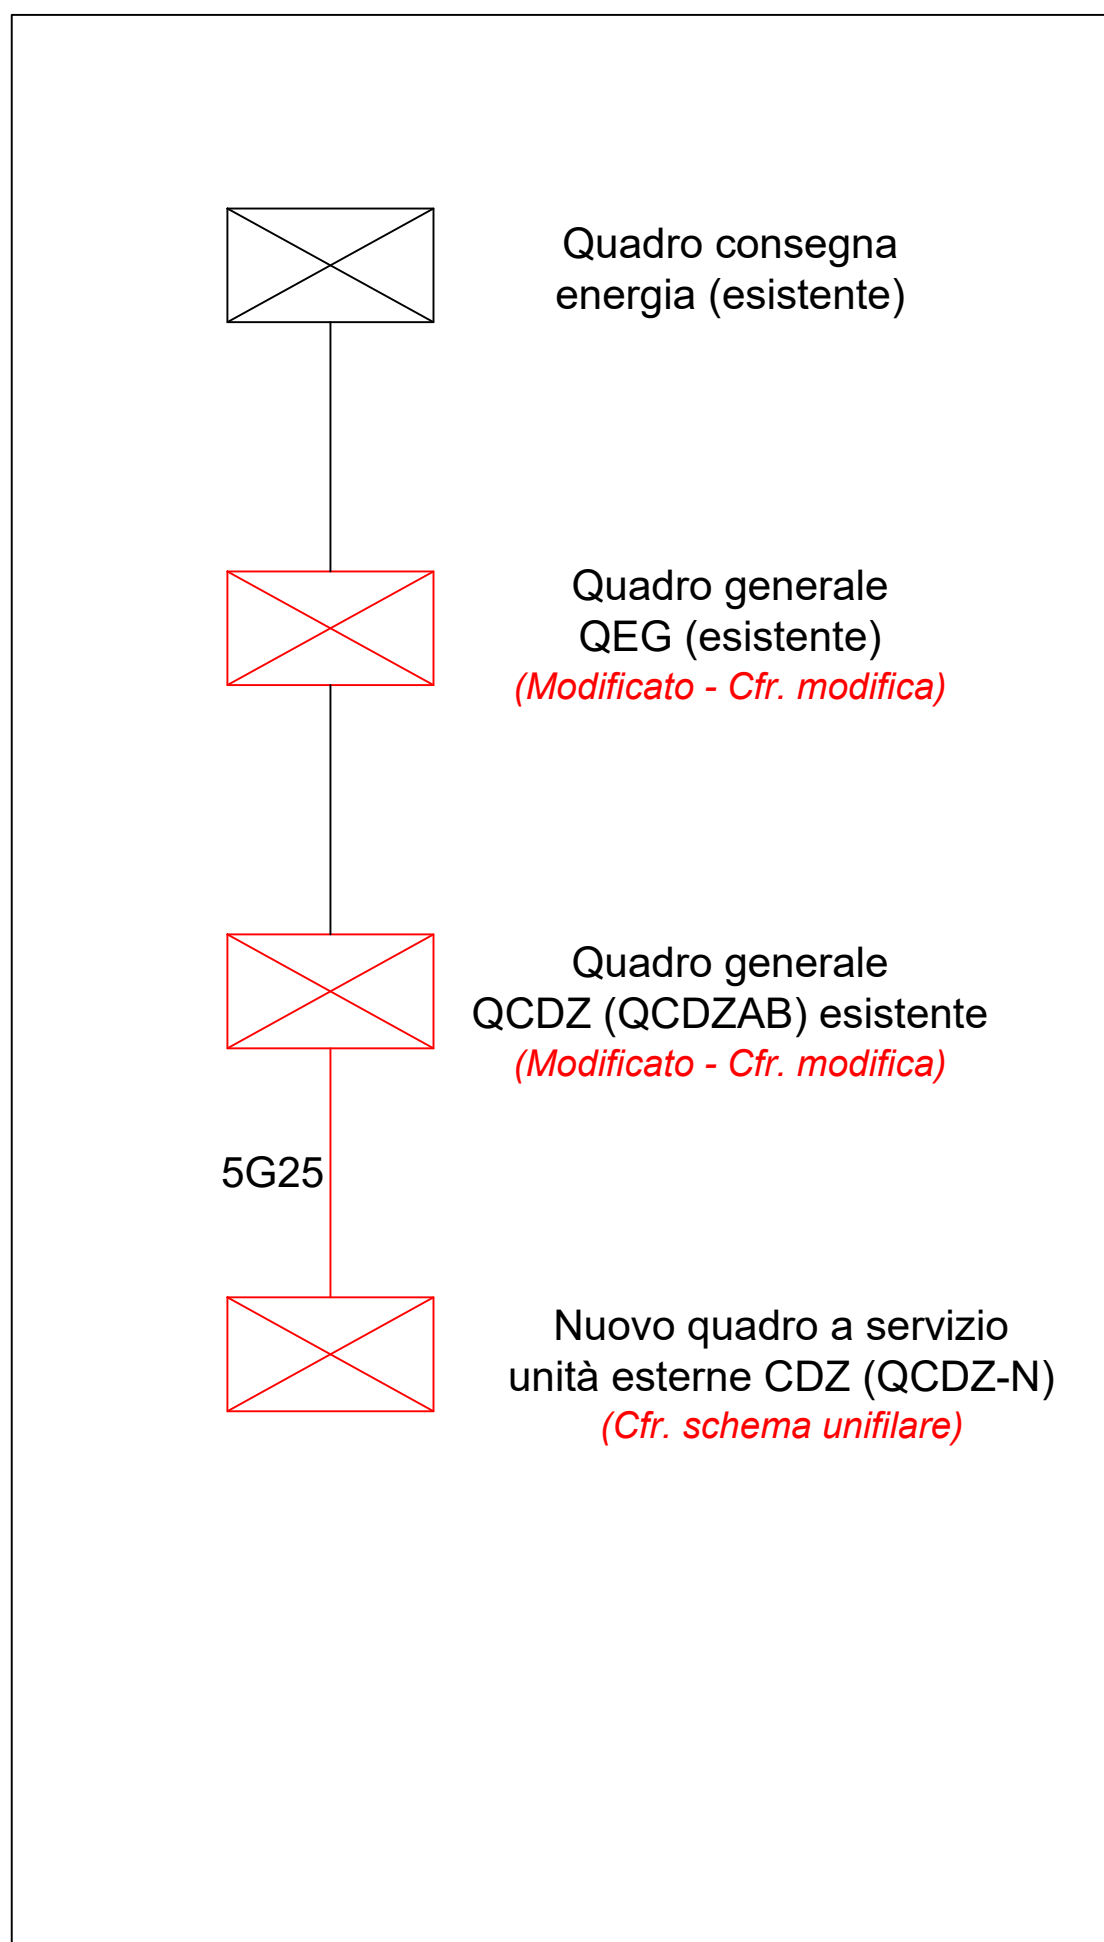 Quadro consegna
energia (esistente)
Quadro generale
QEG (esistente)
(Modificato - Cfr. modifica)
Quadro generale
QCDZ (QCDZAB) esistente
(Modificato - Cfr. modifica)
5G25
Nuovo quadro a servizio
unità esterne CDZ (QCDZ-N)
(Cfr. schema unifilare)